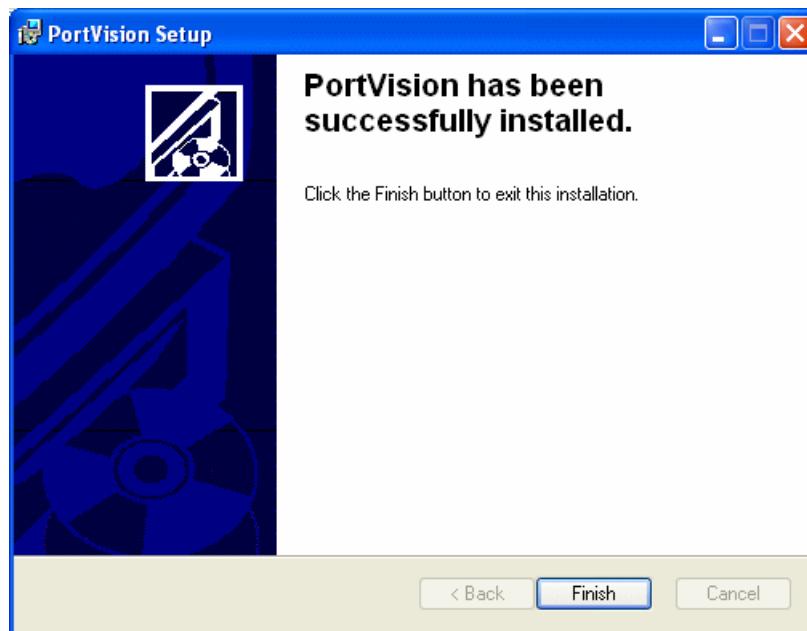 PortVision Setup
PortVision has been
successfully installed.
Click the Finish button to exit this installation.
< Back
Finish
Cancel